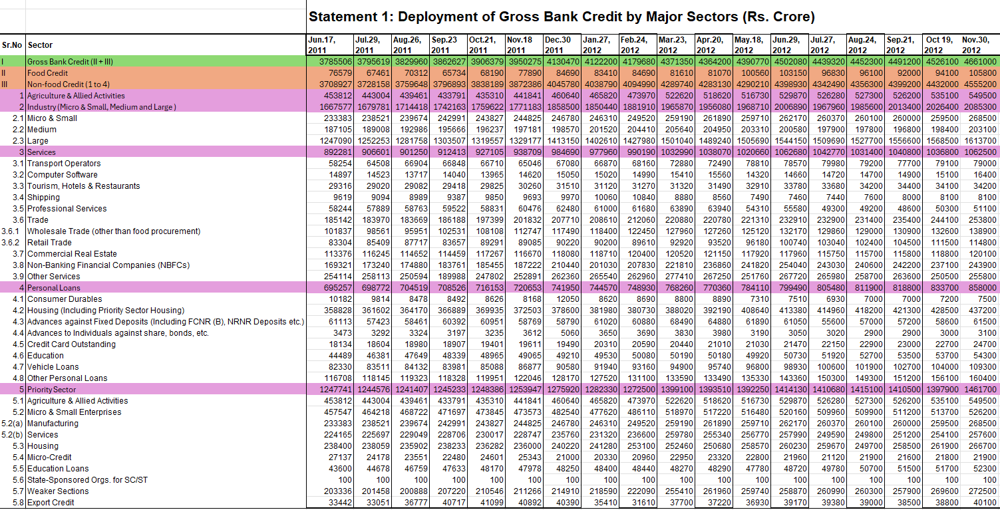 Statement 1: Deployment of Gross Bank Credit by Major Sectors (Rs. Crore)
Sr.No Sector Jun.17, 2011 Jul.29, 2011 Aug.26, 2011 Sep.23 2011 Oct.21, 2011 Nov.18 2011 Dec.30 2011 Jan.27, 2012 Feb.24, 2012 Mar.23, 2012 Apr.20, 2012 May.18, 2012 Jun.29, 2012 Jul.27, 2012 Aug.24, 2012 Sep.21, 2012 Oct 19, 2012 Nov.30, 2012
I Gross Bank Credit (II + III) 3785506 3795619 3829960 3862627 3906379 3950275 4130470 4122200 4179680 4371350 4364200 4390770 4502080 4439320 4452300 4491200 4526100 4661000
II Food Credit 76579 67461 70312 65734 68190 77890 84690 83410 84690 81610 81070 100560 103150 96830 96100 92000 94100 105800
III Non-food Credit (1 to 4) 3708927 3728158 3759648 3796893 3838189 3872386 4045780 4038790 4094990 4289740 4283130 4290210 4398930 4342490 4356300 4399200 4432000 4555200
1 Agriculture & Allied Activities 453812 443004 439461 433791 435310 441841 460640 465820 473970 522620 518620 516730 529870 526280 527300 526200 535100 549500
2 Industry (Micro & Small, Medium and Large ) 1667577 1679781 1714418 1742163 1759622 1771183 1858500 1850440 1881910 1965870 1956080 1968710 2006890 1967960 1985600 2013400 2026400 2085300
2.1 Micro & Small 233383 238521 239674 242991 243827 244825 246780 246310 249520 259190 261890 259710 262170 260370 260100 260000 259500 268500
2.2 Medium 187105 189008 192986 195666 196237 197181 198570 201520 204410 205640 204950 203310 200580 197900 197800 196800 198400 203100
2.3 Large 1247090 1252253 1281758 1303507 1319557 1329177 1413150 1402610 1427980 1501040 1489240 1505690 1544150 1509690 1527700 1556600 1568500 1613700
3 Services 892281 906601 901250 912413 927105 938709 984690 977960 990190 1032990 1038070 1020660 1062680 1042770 1031400 1040800 1036800 1062500
3.1 Transport Operators 58254 64508 66904 66848 66710 65046 67080 66870 68160 72880 72490 78810 78570 79980 79200 77700 79100 79000
3.2 Computer Software 14897 14523 13717 14040 13965 14620 15050 15020 14990 15410 15560 14320 14660 14720 14700 14900 15100 16400
3.3 Tourism, Hotels & Restaurants 29316 29020 29082 29418 29825 30260 31510 31120 31270 31320 31490 32910 33780 33680 34200 34400 34100 34200
3.4 Shipping 9619 9094 8989 9387 9850 9693 9970 10060 10840 8880 8560 7490 7460 7440 7600 8000 8100 8100
3.5 Professional Services 58244 57889 58763 59522 58831 60476 62480 61000 61680 63890 63940 54310 55580 49300 49200 48600 50300 51100
3.6 Trade 185142 183970 183669 186188 197399 201832 207710 208610 212060 220880 220780 221310 232910 232900 231400 235400 244100 253800
3.6.1 Wholesale Trade (other than food procurement) 101837 98561 95951 102531 108108 112747 117490 118400 122450 127960 127260 125120 132170 129860 129000 130900 132600 138900
3.6.2 Retail Trade 83304 85409 87717 83657 89291 89085 90220 90200 89610 92920 93520 96180 100740 103040 102400 104500 111500 114800
3.7 Commercial Real Estate 113376 116245 114652 114459 117267 116670 118080 118710 120400 120520 121150 117920 117960 115750 115700 115800 118800 120100
3.8 Non-Banking Financial Companies (NBFCs) 169321 173240 174880 183761 185455 187222 210440 201030 207830 221810 236860 241820 254040 243030 240600 242200 237100 243900
3.9 Other Services 254114 258113 250594 189988 247802 252891 262360 265540 262960 277410 267250 251760 267720 265980 258700 263600 250500 255800
4 Personal Loans 695257 698772 704519 708526 716153 720653 741950 744570 748930 768260 770360 784110 799490 805480 811900 818800 833700 858000
4.1 Consumer Durables 10182 9814 8478 8492 8626 8168 12050 8620 8690 8800 8890 7310 7510 6930 7000 7000 7200 7500
4.2 Housing (Including Priority Sector Housing) 358828 361602 364170 366889 369935 372503 378600 381980 380730 388020 392190 408640 413380 414960 418200 421300 428500 437200
4.3 Advances against Fixed Deposits (Including FCNR (B), NRNR Deposits etc.) 61113 57423 58461 60392 60951 58769 58790 61020 60880 68490 64880 61890 61050 55600 57000 57200 58600 61500
4.4 Advances to Individuals against share, bonds, etc. 3473 3292 3324 3197 3235 3612 5060 3650 3690 3830 3980 3190 3050 3020 2900 2900 3000 3100
4.5 Credit Card Outstanding 18134 18604 18980 18907 19401 19611 19490 20310 20590 20440 21010 21030 21470 22150 22900 23000 22700 24700
4.6 Education 44489 46381 47649 48339 48965 49065 49210 49530 50080 50190 50180 49920 50730 51920 52700 53500 53700 54300
4.7 Vehicle Loans 82330 83511 84132 83981 85088 86877 90580 91940 93160 94900 95740 96800 98930 100600 101900 102700 104000 109300
4.8 Other Personal Loans 116708 118145 119323 118328 119951 122046 128170 127520 131100 133590 133490 135330 143360 150300 149300 151200 156100 160400
5 Priority Sector 1247741 1244576 1241407 1245233 1248386 1253947 1275920 1282330 1272500 1399100 1393510 1392250 1414130 1410680 1415100 1410500 1397900 1461700
5.1 Agriculture & Allied Activities 453812 443004 439461 433791 435310 441841 460640 465820 473970 522620 518620 516730 529870 526280 527300 526200 535100 549500
5.2 Micro & Small Enterprises 457547 464218 468722 471697 473845 473573 482540 477620 486110 518970 517220 516480 520160 509960 509900 511200 513700 526200
5.2(a) Manufacturing 233383 238521 239674 242991 243827 244825 246780 246310 249520 259190 261890 259710 262170 260370 260100 260000 259500 268500
5.2(b) Services 224165 225697 229049 228706 230017 228747 235760 231320 236600 259780 255340 256770 257990 249590 249800 251200 254100 257600
5.3 Housing 238400 238059 235902 238233 236282 236000 240220 241280 253100 252460 250680 258570 260230 259670 249700 258500 261900 266700
5.4 Micro-Credit 27137 24178 23551 22480 24601 25343 21000 20330 20960 22950 23320 22800 21960 21120 21900 21600 21800 21900
5.5 Education Loans 43600 44678 46759 47633 48170 47978 48250 48400 48440 48270 48290 47780 48720 49780 50700 51500 51700 52300
5.6 State-Sponsored Orgs. for SC/ST 100 100 100 100 100 100 100 100 100 100 100 100 100 100 100 100 100 100
5.7 Weaker Sections 203336 201458 200888 207220 210546 211266 214910 218590 222090 255410 261960 259740 258870 260990 260300 257900 269600 272500
5.8 Export Credit 33442 33051 36777 40717 41099 40892 40390 35410 31610 37700 37220 36930 39170 39380 39000 38500 38800 40100